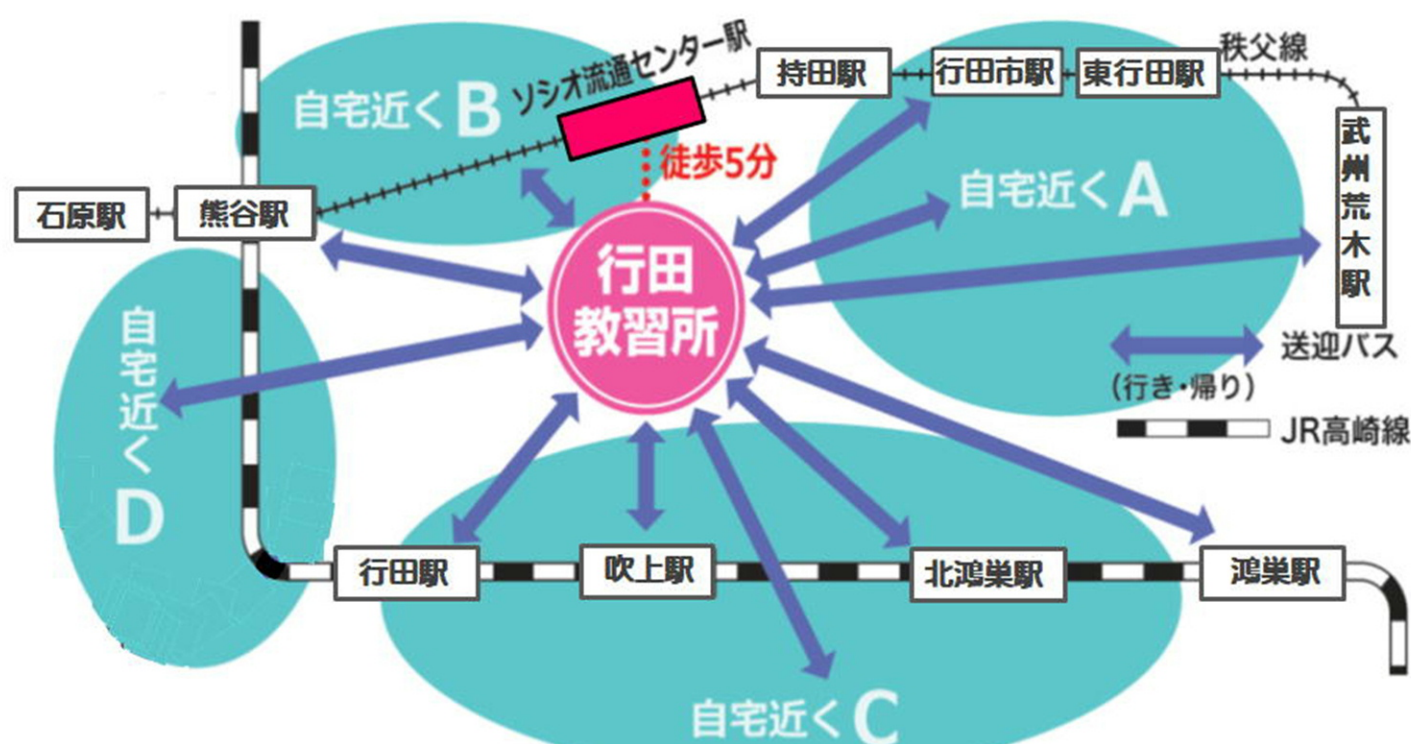 ソシオ流通センター駅
持田駅
行田市駅
東行田駅
秩父線
自宅近くB
武州荒木駅
徒歩5分
自宅近くA
石原駅
熊谷駅
行田
教習所
自宅近くD
送迎バス
(行き・帰り)
JR高崎線
行田駅
吹上駅
北鴻巣駅
鴻巣駅
自宅近くC